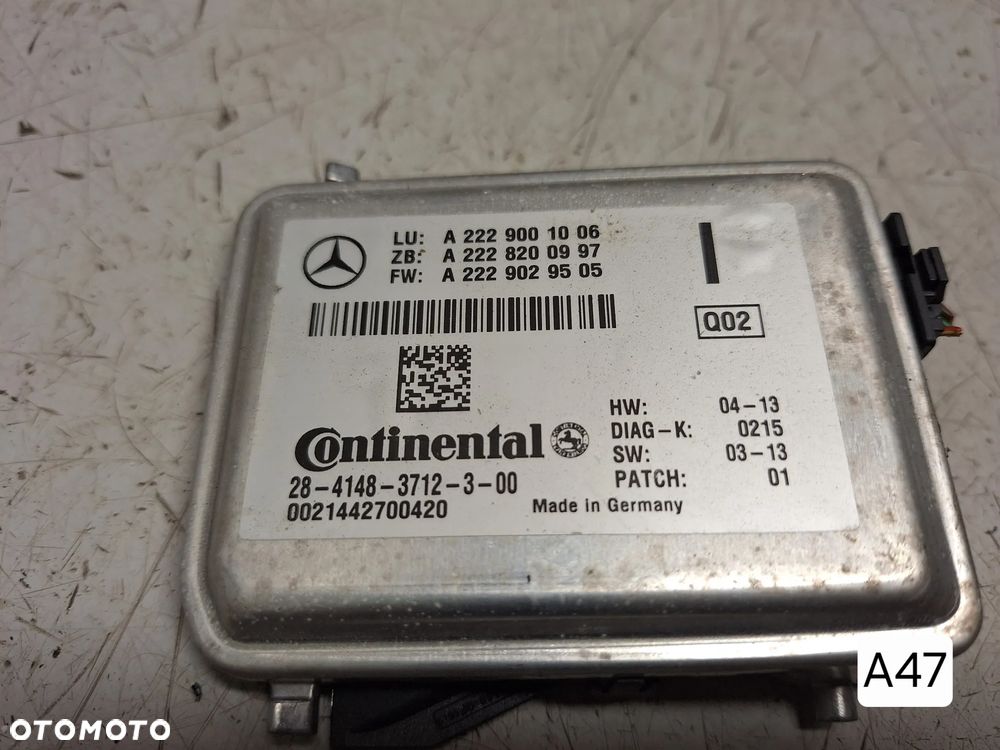 LU: A 222 900 10 06
ZB: A 222 820 09 97
FW: A 222 902 95 05
I
Q02
HW: 04-13
DIAG-K: 0215
SW: 03-13
PATCH: 01
Continental
28-4148-3712-3-00
0021442700420
Made in Germany
A47
OTOMOTO